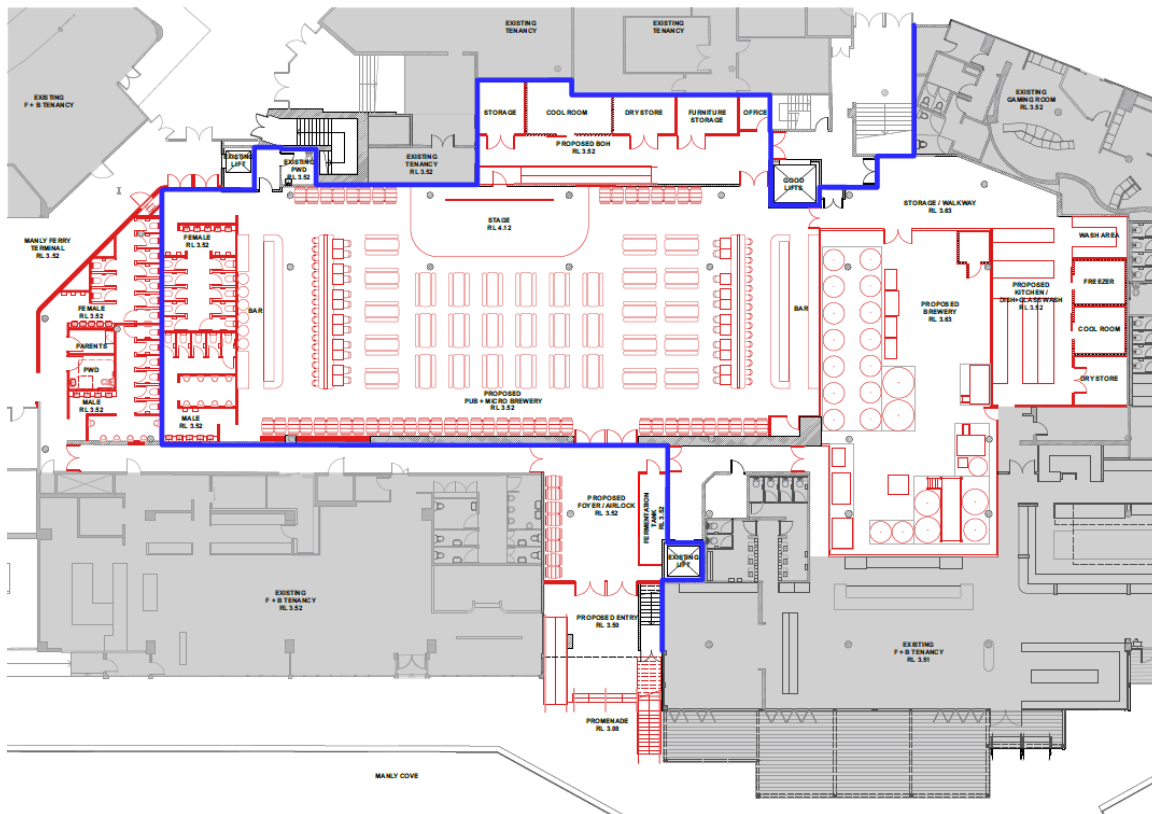 EXISTING
TENANCY
EXISTING
TENANCY
EXISTING
F + B TENANCY
RL 3.52
EXISTING
GAMING ROOM
RL 3.52
STORAGE
COOL ROOM
DRY STORE
FURNITURE
STORAGE
OFFICE
PROPOSED BOH
RL 3.52
EXISTING
LIFT
EXISTING
PWD
RL 3.52
EXISTING
TENANCY
RL 3.52
GOOD
LIFTS
STORAGE / WALKWAY
RL 3.63
STAGE
RL 4.12
MANLY FERRY
TERMINAL
RL 3.52
FEMALE
RL 3.52
WASH AREA
FREEZER
PROPOSED
KITCHEN /
DISH+GLASS WASH
RL 3.52
PROPOSED
BREWERY
RL 3.63
BAR
BAR
FEMALE
RL 3.52
COOL ROOM
PARENTS
PWD
DRY STORE
MALE
RL 3.52
MALE
RL 3.52
PROPOSED
PUB + MICRO BREWERY
RL 3.52
PROPOSED
FOYER / AIRLOCK
RL 3.52
FERMENTATION
TANK
RL 3.52
EXISTING
LIFT
EXISTING
F + B TENANCY
RL 3.52
PROPOSED ENTRY
RL 3.50
EXISTING
F + B TENANCY
RL 3.51
PROMENADE
RL 3.08
MANLY COVE